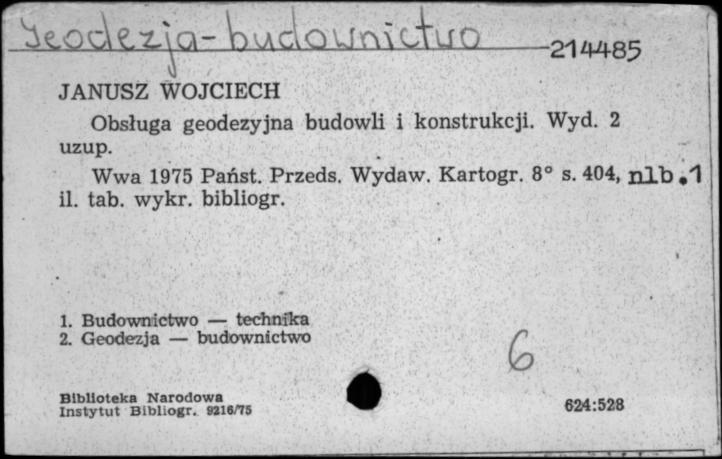 Geodezja - budownictwo
214485
JANUSZ WOJCIECH
Obsługa geodezyjna budowli i konstrukcji. Wyd. 2
uzup.
Wwa 1975 Państ. Przeds. Wydaw. Kartogr. 8° s. 404, nlb.1
il. tab. wykr. bibliogr.
1. Budownictwo — technika
2. Geodezja — budownictwo
6
Biblioteka Narodowa
Instytut Bibliogr. 9216/75
624:528